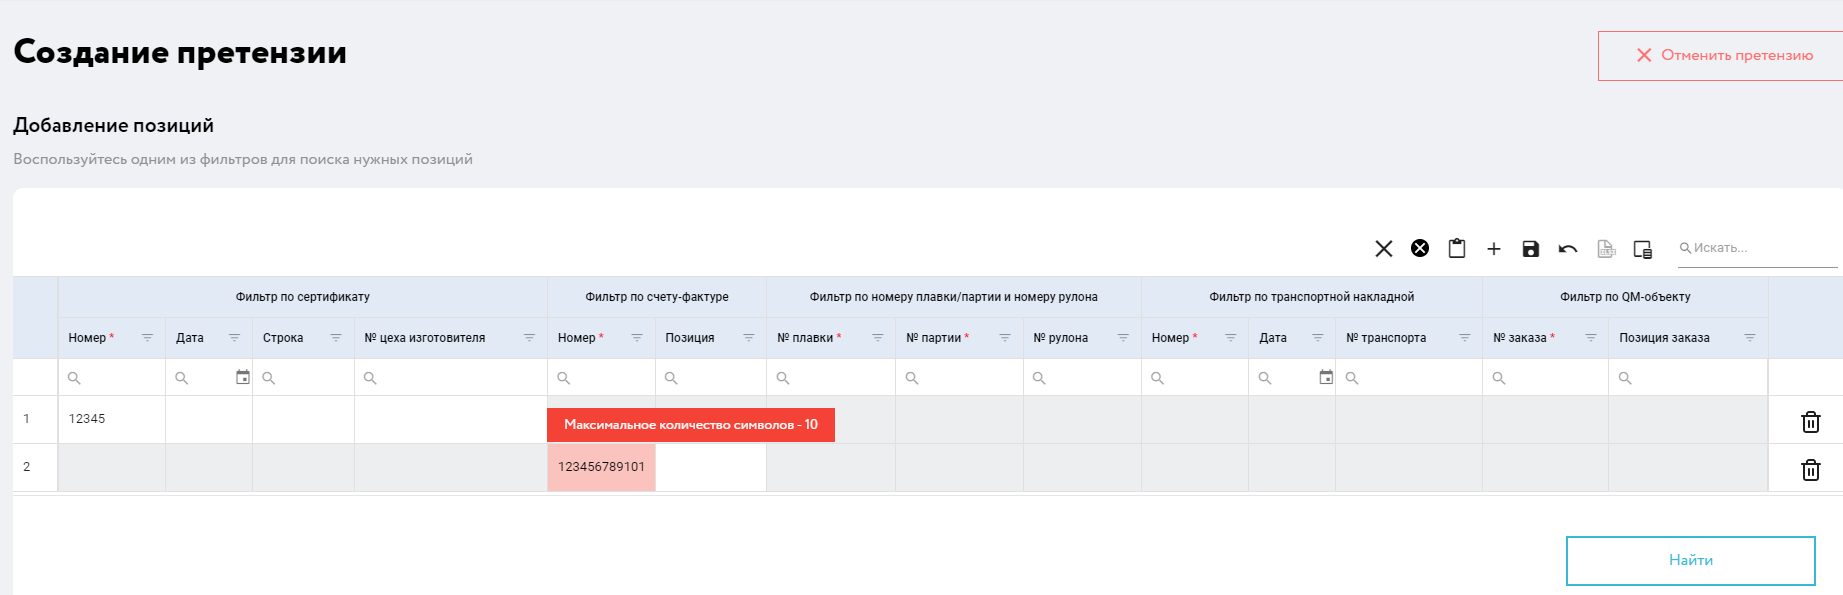 Создание претензии
Отменить претензию
Добавление позиций
Воспользуйтесь одним из фильтров для поиска нужных позиций
Искать...
Фильтр по сертификату Фильтр по счету-фактуре Фильтр по номеру плавки/партии и номеру рулона Фильтр по транспортной накладной Фильтр по QM-объекту
Номер * Дата Строка № цеха изготовителя Номер * Позиция № плавки * № партии * № рулона Номер * Дата № транспорта № заказа * Позиция заказа
1 12345
Максимальное количество символов - 10
2 123456789101
Найти